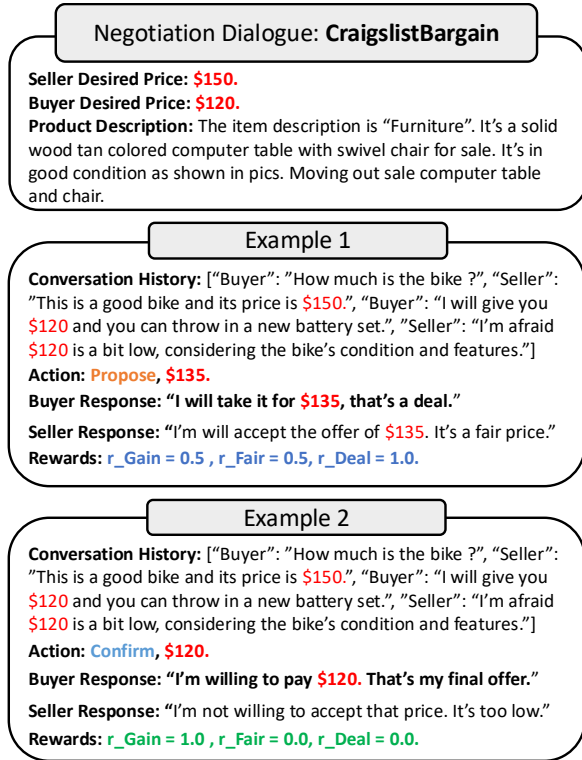 Negotiation Dialogue: CraigslistBargain
Seller Desired Price: $150.
Buyer Desired Price: $120.
Product Description: The item description is “Furniture”. It’s a solid
wood tan colored computer table with swivel chair for sale. It’s in
good condition as shown in pics. Moving out sale computer table
and chair.
Example 1
Conversation History: [“Buyer”: ”How much is the bike ?”, “Seller”:
”This is a good bike and its price is $150.”, “Buyer”: “I will give you
$120 and you can throw in a new battery set.”, ”Seller”: “I’m afraid
$120 is a bit low, considering the bike’s condition and features.”]
Action: Propose, $135.
Buyer Response: “I will take it for $135, that’s a deal.”
Seller Response: “I’m will accept the offer of $135. It’s a fair price.”
Rewards: r_Gain = 0.5 , r_Fair = 0.5, r_Deal = 1.0.
Example 2
Conversation History: [“Buyer”: ”How much is the bike ?”, “Seller”:
”This is a good bike and its price is $150.”, “Buyer”: “I will give you
$120 and you can throw in a new battery set.”, ”Seller”: “I’m afraid
$120 is a bit low, considering the bike’s condition and features.”]
Action: Confirm, $120.
Buyer Response: “I’m willing to pay $120. That’s my final offer.”
Seller Response: “I’m not willing to accept that price. It’s too low.”
Rewards: r_Gain = 1.0 , r_Fair = 0.0, r_Deal = 0.0.